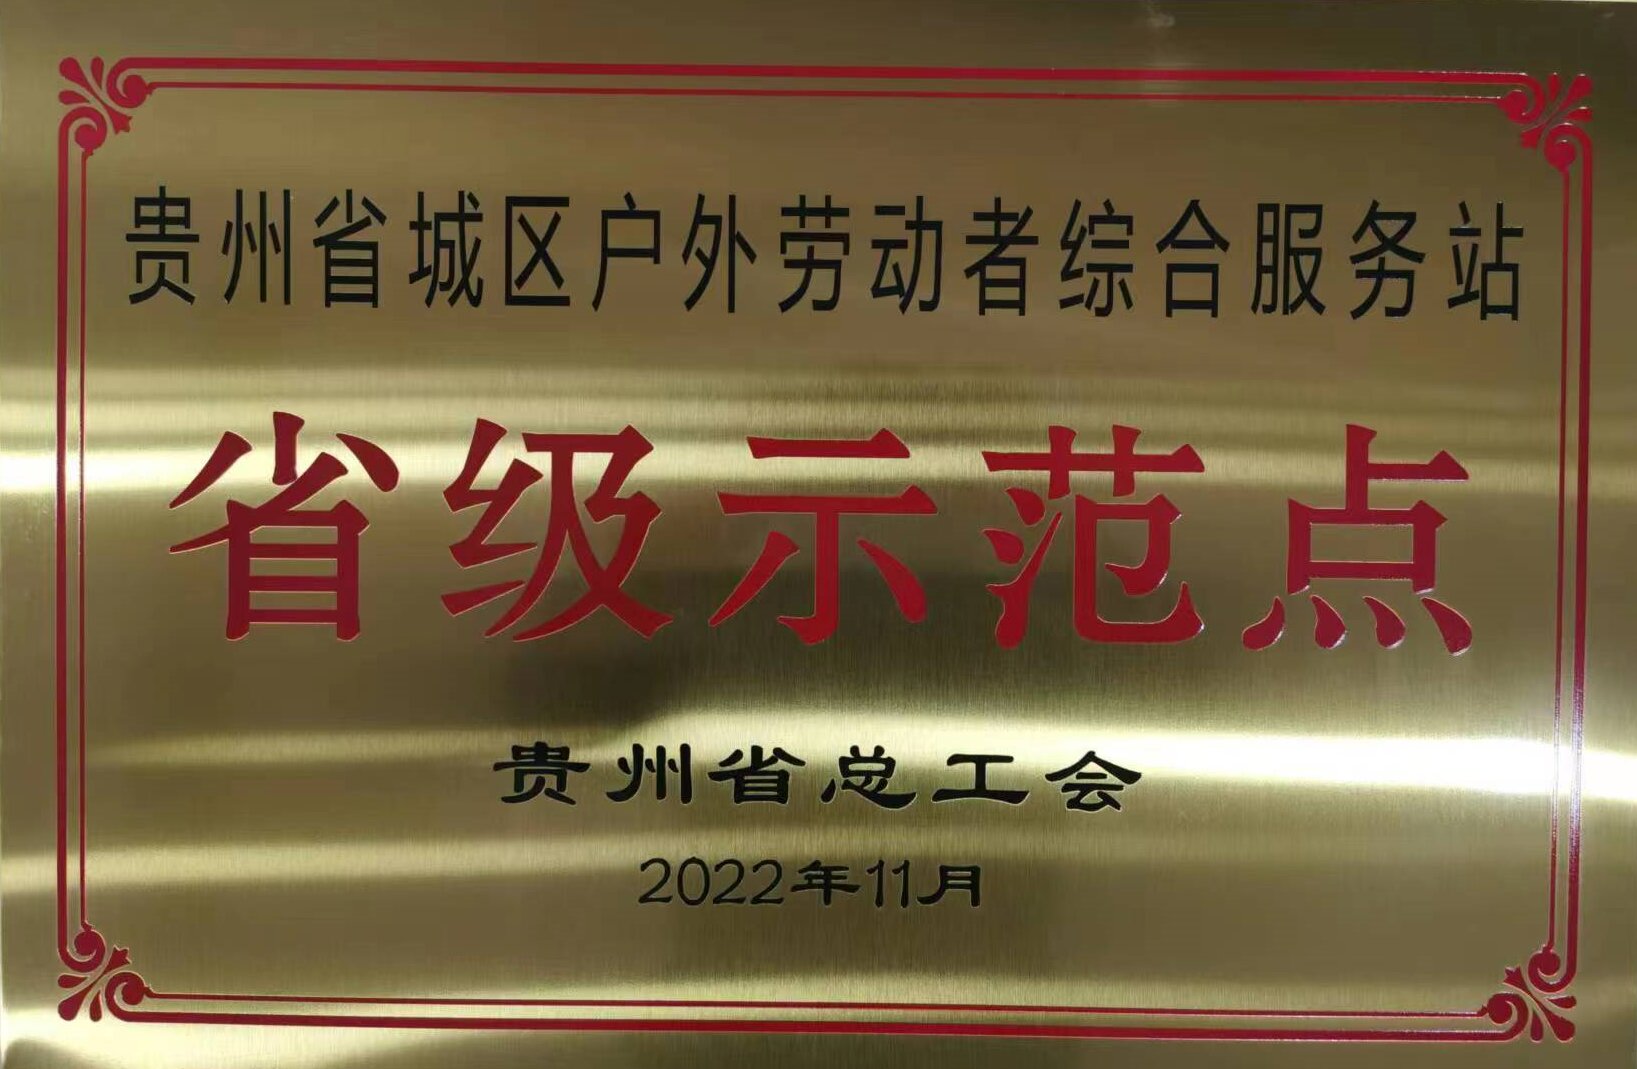 贵州省城区户外劳动者综合服务站
省级示范点
贵州省总工会
2022年11月